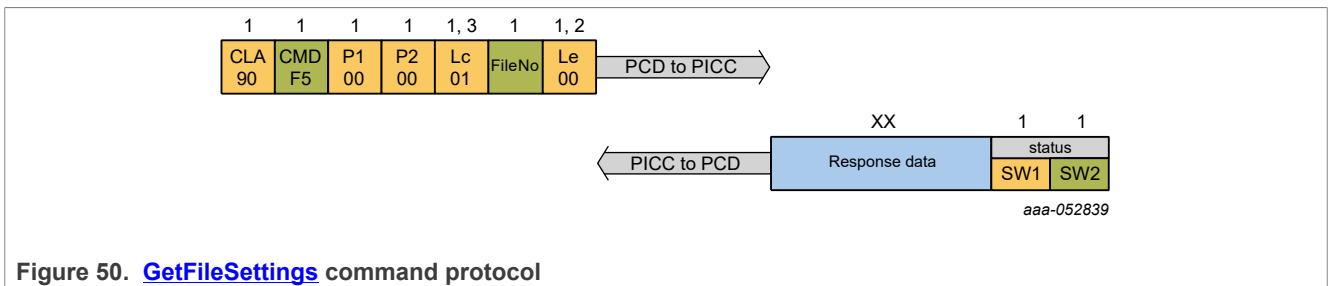 1 1 1 1 1, 3 1 1, 2
CLA CMD P1 P2 Lc FileNo Le
90 F5 00 00 01 00
PCD to PICC
XX 1 1
PICC to PCD
Response data
status
SW1 SW2
aaa-052839
Figure 50. GetFileSettings command protocol